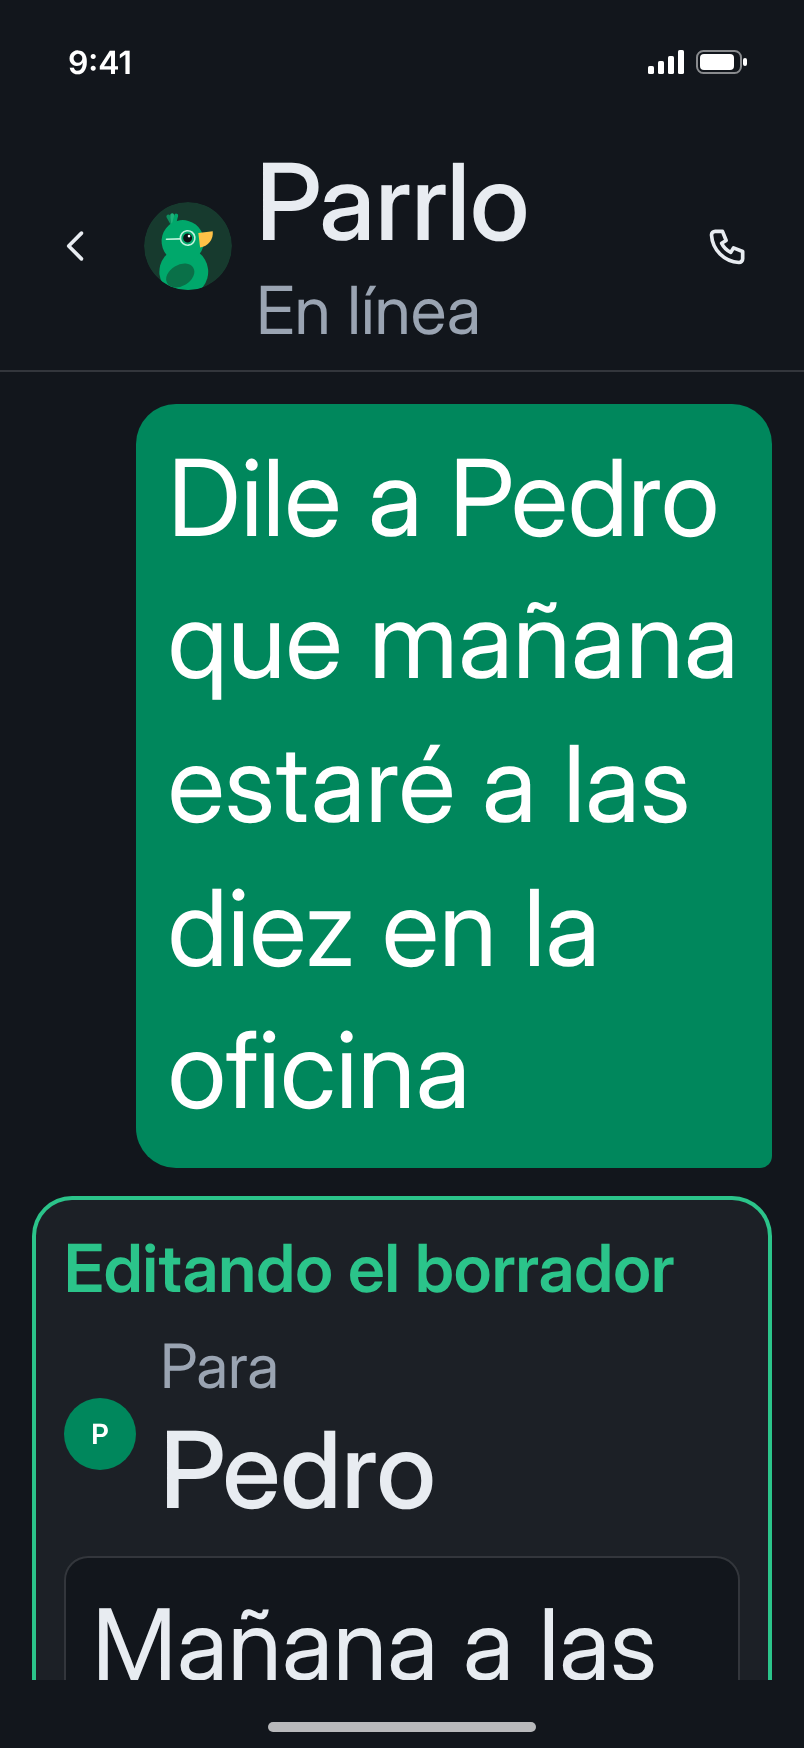 9:41
Parrlo
En línea
Dile a Pedro
que mañana
estaré a las
diez en la
oficina
Editando el borrador
Para
P
Pedro
Mañana a las